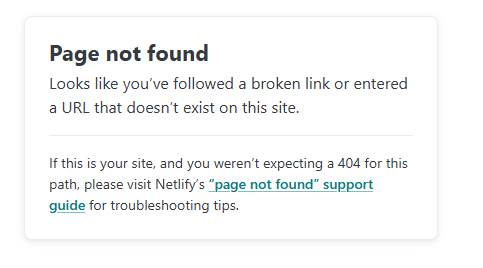 Page not found
Looks like you’ve followed a broken link or entered
a URL that doesn’t exist on this site.
If this is your site, and you weren’t expecting a 404 for this
path, please visit Netlify’s “page not found” support
guide for troubleshooting tips.